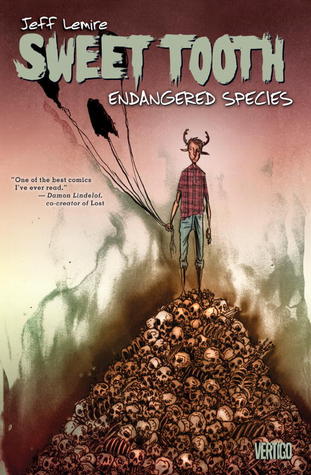 Jeff Lemire
SWEET TOOTH
ENDANGERED SPECIES
"One of the best comics
I've ever read."
— Damon Lindelof,
co-creator of Lost
VERTIGO